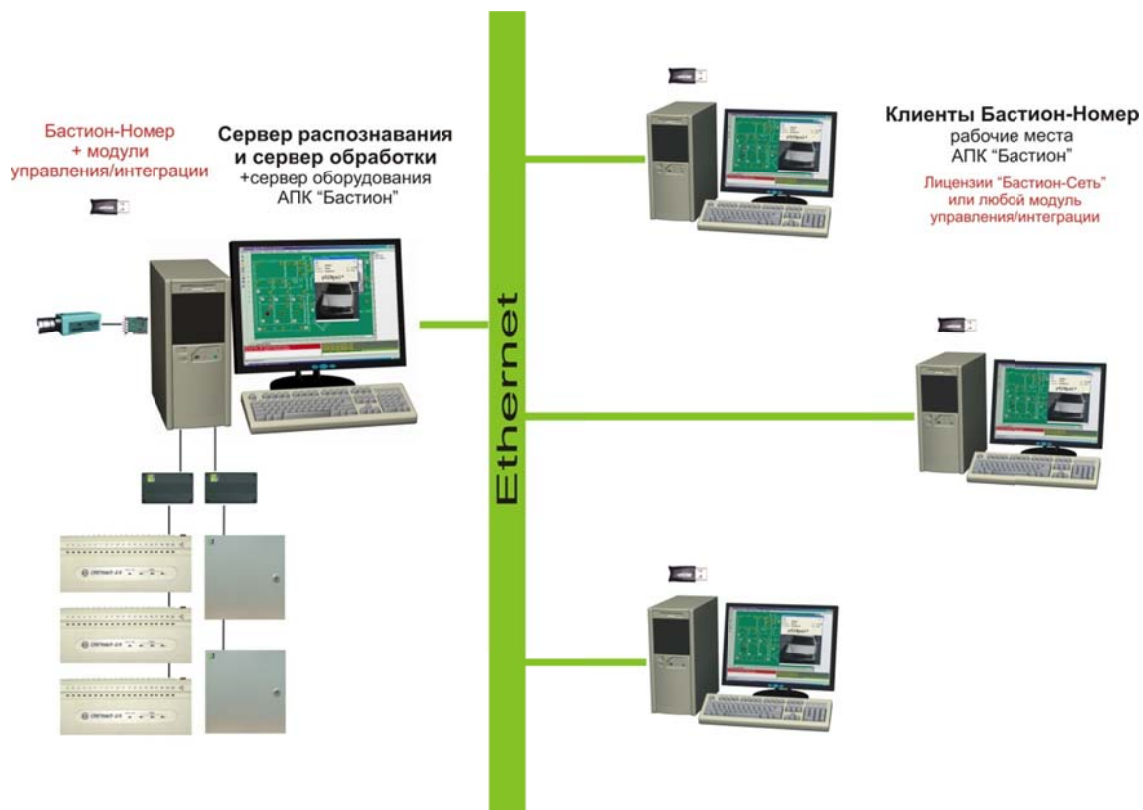 Бастион-Номер
+ модули
управления/интеграции
Сервер распознавания
и сервер обработки
+сервер оборудования
АПК “Бастион”
Ethernet
Клиенты Бастион-Номер
рабочие места
АПК “Бастион”
Лицензии “Бастион-Сеть”
или любой модуль
управления/интеграции